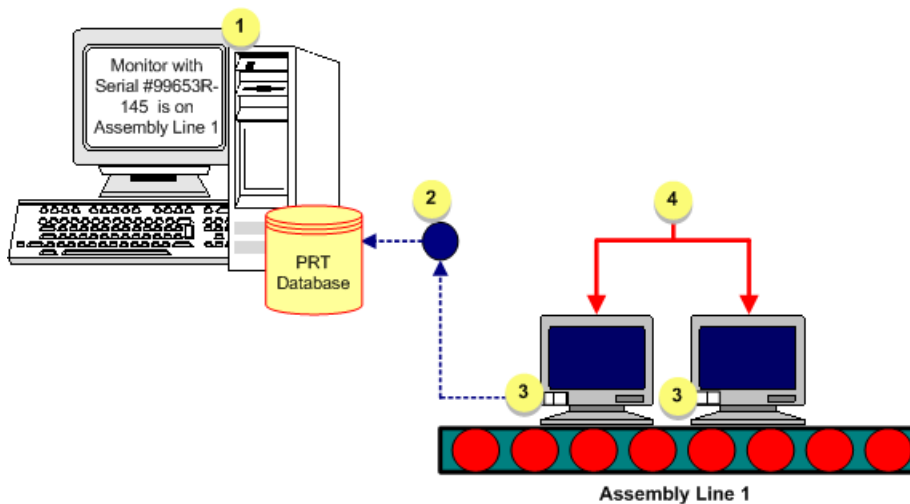 1
Monitor with
Serial #99653R-
145 is on
Assembly Line 1
2
4
PRT
Database
3
3
Assembly Line 1